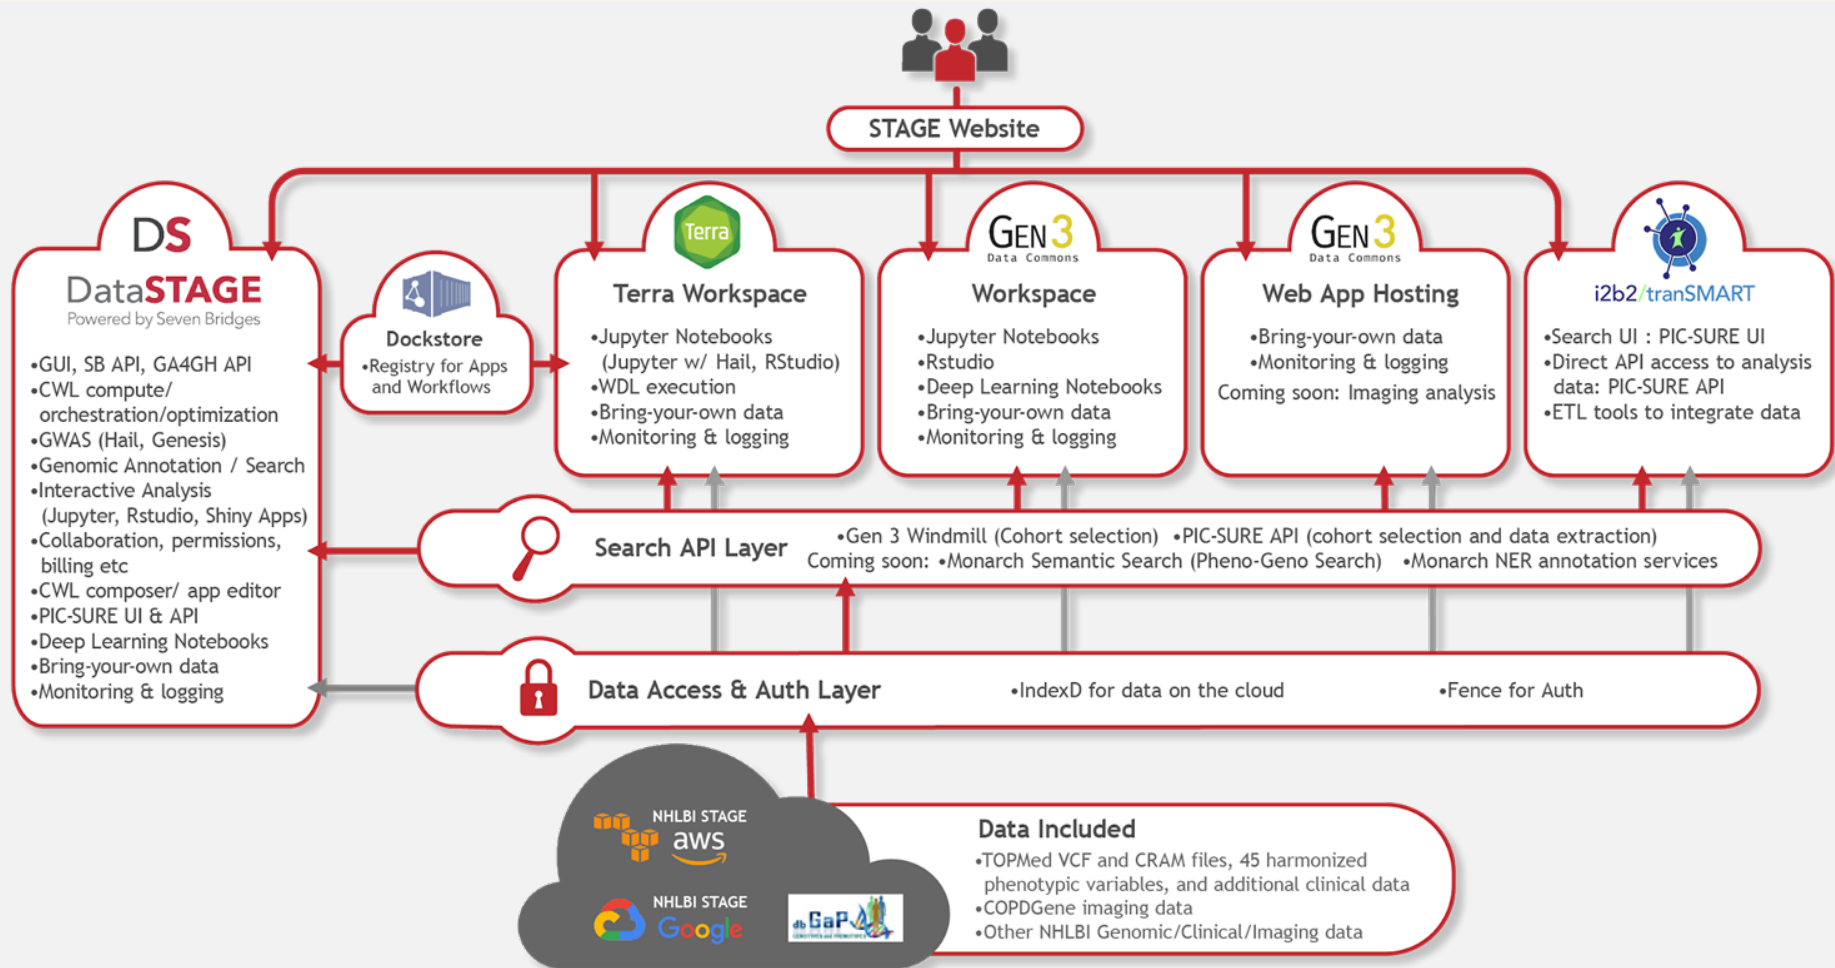 STAGE Website
DS
DataSTAGE
Powered by Seven Bridges
•GUI, SB API, GA4GH API
•CWL compute/
orchestration/optimization
•GWAS (Hail, Genesis)
•Genomic Annotation / Search
•Interactive Analysis
(Jupyter, Rstudio, Shiny Apps)
•Collaboration, permissions,
billing etc
•CWL composer/ app editor
•PIC-SURE UI & API
•Deep Learning Notebooks
•Bring-your-own data
•Monitoring & logging
Dockstore
•Registry for Apps
and Workflows
Terra
Terra Workspace
•Jupyter Notebooks
(Jupyter w/ Hail, RStudio)
•WDL execution
•Bring-your-own data
•Monitoring & logging
GEN3
Data Commons
Workspace
•Jupyter Notebooks
•Rstudio
•Deep Learning Notebooks
•Bring-your-own data
•Monitoring & logging
GEN3
Data Commons
Web App Hosting
•Bring-your-own data
•Monitoring & logging
Coming soon: Imaging analysis
i2b2/tranSMART
•Search UI : PIC-SURE UI
•Direct API access to analysis
data: PIC-SURE API
•ETL tools to integrate data
Search API Layer
•Gen 3 Windmill (Cohort selection) •PIC-SURE API (cohort selection and data extraction)
Coming soon: •Monarch Semantic Search (Pheno-Geno Search) •Monarch NER annotation services
Data Access & Auth Layer
•IndexD for data on the cloud
•Fence for Auth
NHLBI STAGE
aws
NHLBI STAGE
Google
dbGaP
GENOTYPES and PHENOTYPES
Data Included
•TOPMed VCF and CRAM files, 45 harmonized
phenotypic variables, and additional clinical data
•COPDGene imaging data
•Other NHLBI Genomic/Clinical/Imaging data